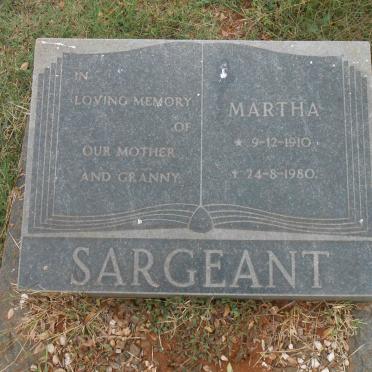 IN
LOVING MEMORY
OF
OUR MOTHER
AND GRANNY.
MARTHA
★ 9-12-1910
✝ 24-8-1980.
SARGEANT